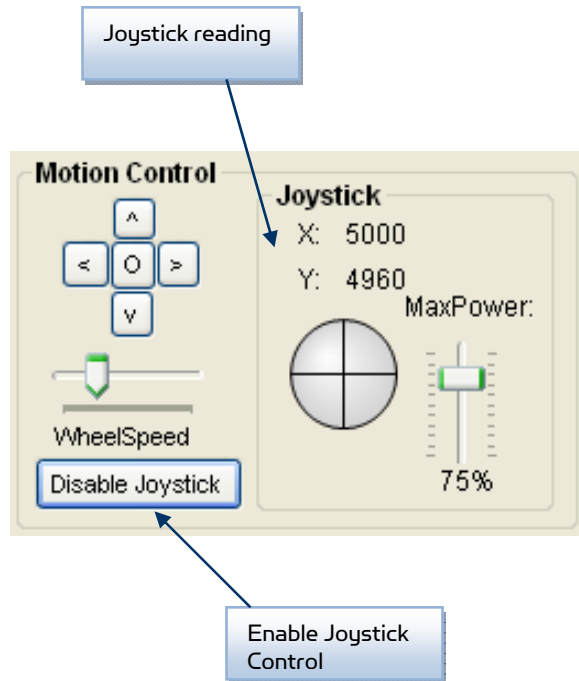 Joystick reading
Motion Control
Joystick
X: 5000
Y: 4960
MaxPower:
^
< O >
v
WheelSpeed
75%
Disable Joystick
Enable Joystick
Control